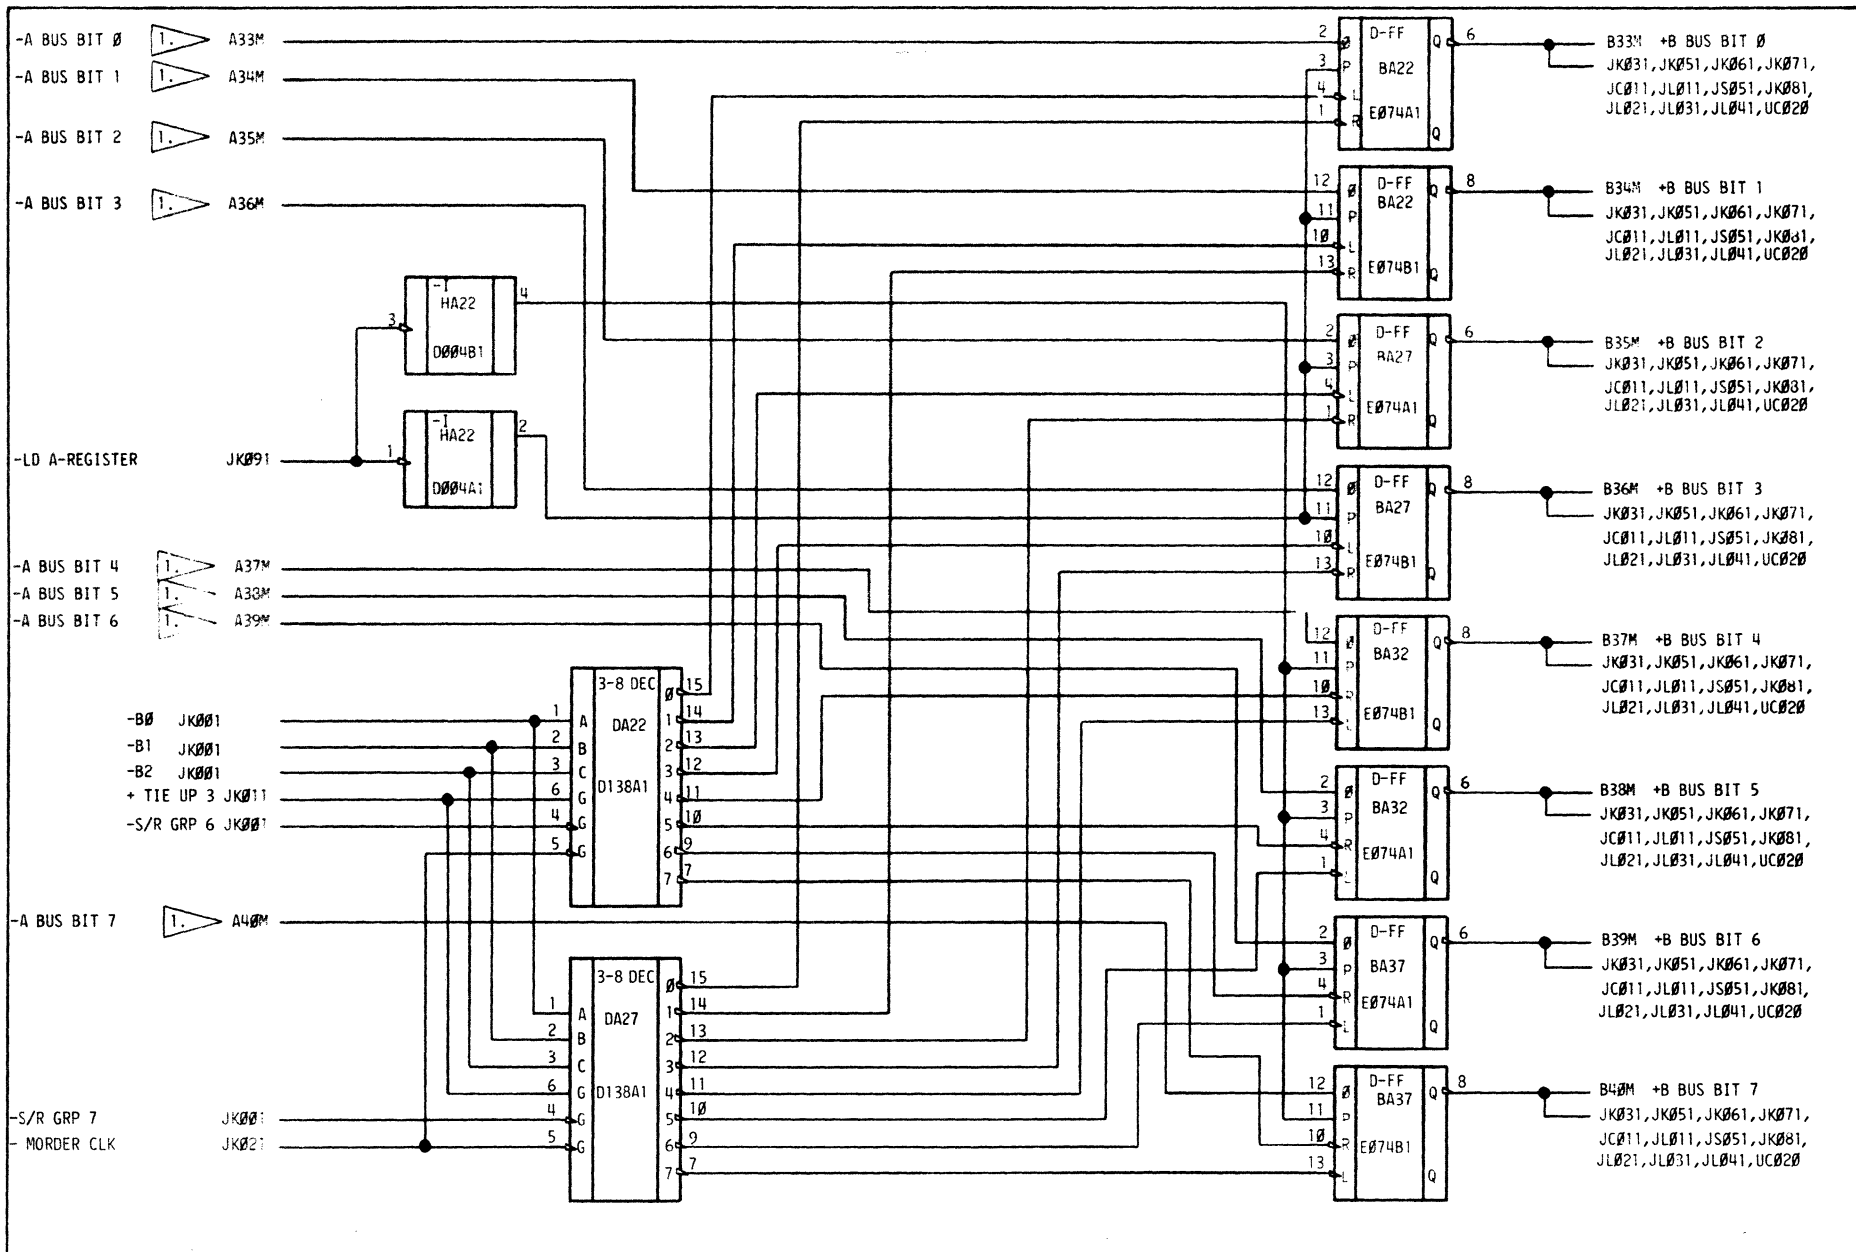 -A BUS BIT Ø 1. A33M
-A BUS BIT 1 1. A34M
-A BUS BIT 2 1. A35M
-A BUS BIT 3 1. A36M
-I
HA22
DØØ4B1
3 4
-I
HA22
DØØ4A1
1 2
-LD A-REGISTER JKØ91
-A BUS BIT 4 1. A37M
-A BUS BIT 5 1. A38M
-A BUS BIT 6 1. A39M
-BØ JKØØ1
-B1 JKØØ1
-B2 JKØØ1
+ TIE UP 3 JKØ11
-S/R GRP 6 JKØØ1
3-8 DEC
DA22
D138A1
1 A
2 B
3 C
6 G
4 G
5 G
Ø 15
1 14
2 13
3 12
4 11
5 1Ø
6 9
7 7
-A BUS BIT 7 1. A4ØM
3-8 DEC
DA27
D138A1
1 A
2 B
3 C
6 G
4 G
5 G
Ø 15
1 14
2 13
3 12
4 11
5 1Ø
6 9
7 7
-S/R GRP 7 JKØØ1
- MORDER CLK JKØ21
2 Ø D-FF Q 6
3 P BA22
4 L
1 R EØ74A1 Q
B33M +B BUS BIT Ø
JKØ31,JKØ51,JKØ61,JKØ71,
JCØ11,JLØ11,JSØ51,JKØ81,
JLØ21,JLØ31,JLØ41,UCØ2Ø
12 Ø D-FF Q 8
11 P BA22
1Ø L
13 R EØ74B1 Q
B34M +B BUS BIT 1
JKØ31,JKØ51,JKØ61,JKØ71,
JCØ11,JLØ11,JSØ51,JKØ81,
JLØ21,JLØ31,JLØ41,UCØ2Ø
2 Ø D-FF Q 6
3 P BA27
4 L
1 R EØ74A1 Q
B35M +B BUS BIT 2
JKØ31,JKØ51,JKØ61,JKØ71,
JCØ11,JLØ11,JSØ51,JKØ81,
JLØ21,JLØ31,JLØ41,UCØ2Ø
12 Ø D-FF Q 8
11 P BA27
1Ø L
13 R EØ74B1 Q
B36M +B BUS BIT 3
JKØ31,JKØ51,JKØ61,JKØ71,
JCØ11,JLØ11,JSØ51,JKØ81,
JLØ21,JLØ31,JLØ41,UCØ2Ø
12 Ø D-FF Q 8
11 P BA32
1Ø R
13 L EØ74B1 Q
B37M +B BUS BIT 4
JKØ31,JKØ51,JKØ61,JKØ71,
JCØ11,JLØ11,JSØ51,JKØ81,
JLØ21,JLØ31,JLØ41,UCØ2Ø
2 Ø D-FF Q 6
3 P BA32
4 R EØ74A1
1 L Q
B38M +B BUS BIT 5
JKØ31,JKØ51,JKØ61,JKØ71,
JCØ11,JLØ11,JSØ51,JKØ81,
JLØ21,JLØ31,JLØ41,UCØ2Ø
2 Ø D-FF Q 6
3 P BA37
4 R EØ74A1
1 L Q
B39M +B BUS BIT 6
JKØ31,JKØ51,JKØ61,JKØ71,
JCØ11,JLØ11,JSØ51,JKØ81,
JLØ21,JLØ31,JLØ41,UCØ2Ø
12 Ø D-FF Q 8
11 P BA37
1Ø R EØ74B1
13 L Q
B4ØM +B BUS BIT 7
JKØ31,JKØ51,JKØ61,JKØ71,
JCØ11,JLØ11,JSØ51,JKØ81,
JLØ21,JLØ31,JLØ41,UCØ2Ø